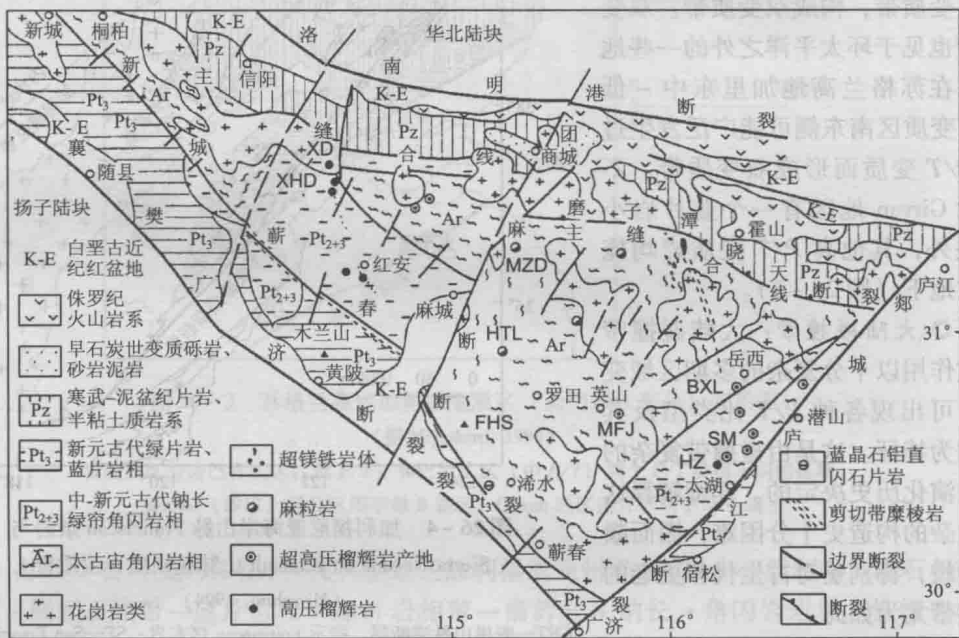 新城
桐柏
K-E
洛
华北陆块
Pz
信阳
南
明
港
断
裂
新
主
Ar
Pt₃
Pt₃
K-E
Pz
缝
合
线
团
商城
K-E
襄
城
XD
XHD
随县
扬子陆块
樊
Pt₃
蕲
Pt₂₊₃
红安
Ar
麻
磨
主
子
缝
潭
晓
合
Pz
K-E
霍山
Pz
天
线
断
裂
郯
庐江
MZD
麻城
春
Pt₂₊₃
木兰山
Pt₃
黄陂
济
K-E
断
断
裂
裂
HTL
Ar
罗田
英山
FHS
MFJ
岳西
BXL
城
潜山
SM
庐
HZ
太湖
Pt₂₊₃
江
Pt₃
浠水
Pt₃
裂
蕲春
断
宿松
裂
Pt₃
广济
31°
30°
115°
116°
117°
K-E 白垩古近纪红盆地
侏罗纪火山岩系
早石炭世变质砾岩砂岩泥岩
Pz 寒武-泥盆纪片岩、半粘土质岩系
Pt₃ 新元古代绿片岩、蓝片岩相
Pt₂₊₃ 中-新元古代钠长绿帘角闪岩相
Ar 太古宙角闪岩相
花岗岩类
超镁铁岩体
麻粒岩
超高压榴辉岩产地
高压榴辉岩
蓝晶石铝直闪石片岩
剪切带糜棱岩
边界断裂
断裂